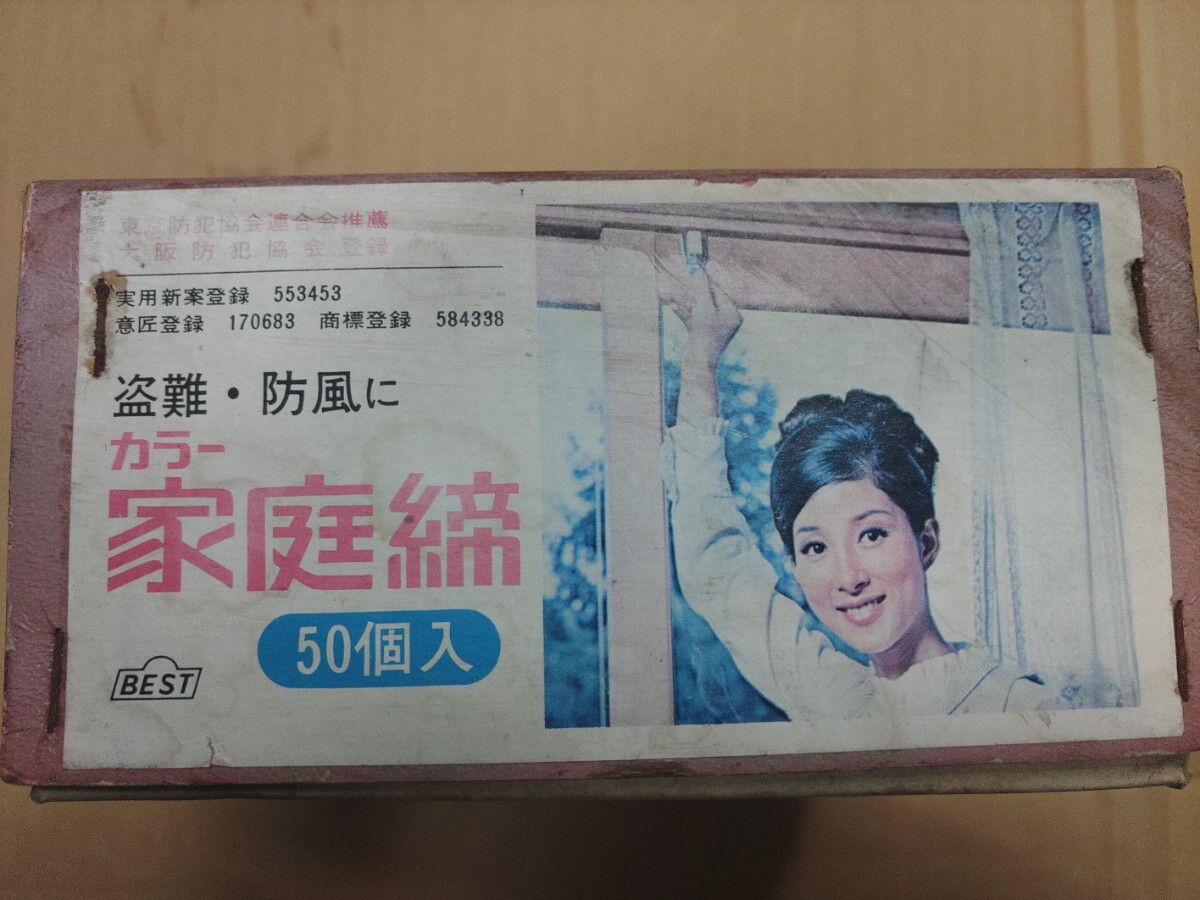 東京防犯協会連合会推薦
大阪防犯協会登録
実用新案登録 553453
意匠登録 170683 商標登録 584338
盗難・防風に
カラー
家庭締
50個入
BEST